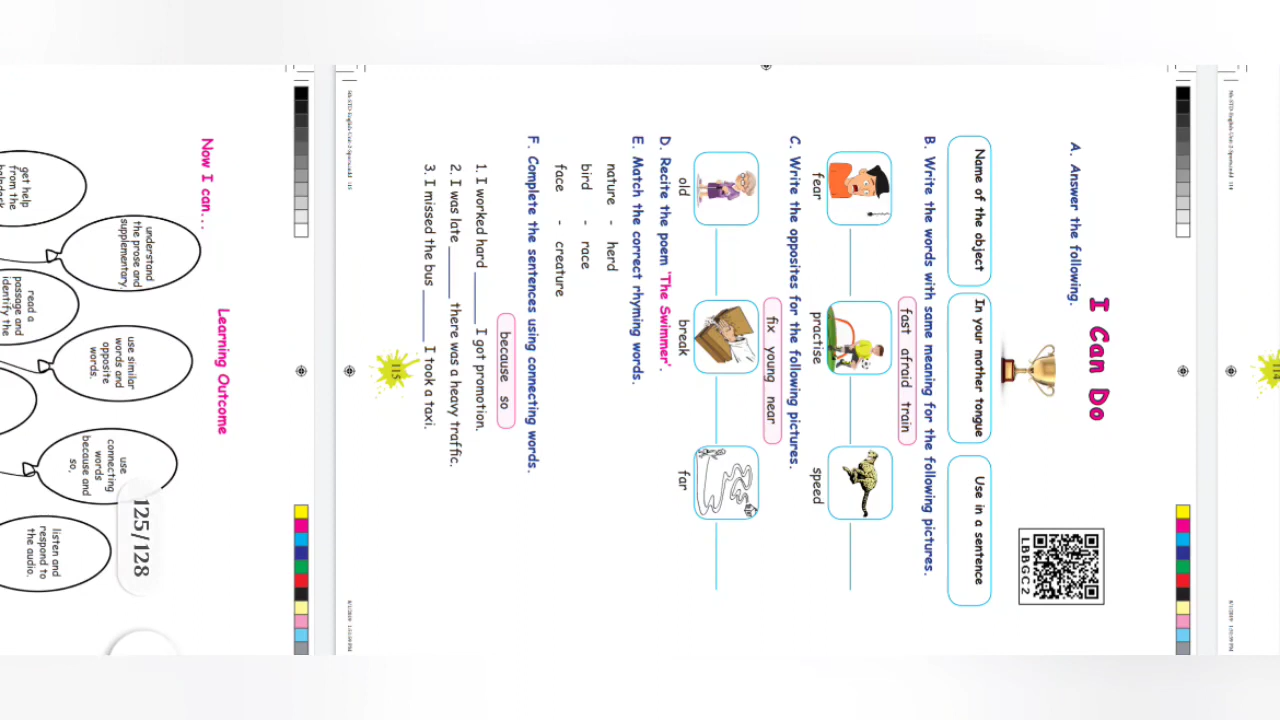 114
I Can Do
LBBGC2
A. Answer the following.
Name of the object
In your mother tongue
Use in a sentence
B. Write the words with same meaning for the following pictures.
fast afraid train
fear
practise
speed
C. Write the opposites for the following pictures.
fix young near
old
break
far
D. Recite the poem 'The Swimmer'.
E. Match the correct rhyming words.
nature - herd
bird - race
face - creature
F. Complete the sentences using connecting words.
because so
1. I worked hard ______ I got promotion.
2. I was late ______ there was a heavy traffic.
3. I missed the bus ______ I took a taxi.
115
Learning Outcome
Now I can...
understand
the prose and
supplementary.
use similar
words and
opposite
words.
use
connecting
words
because and
so.
get help
from the
read a
passage and
identify the
listen and
respond to
the audio.
125/128